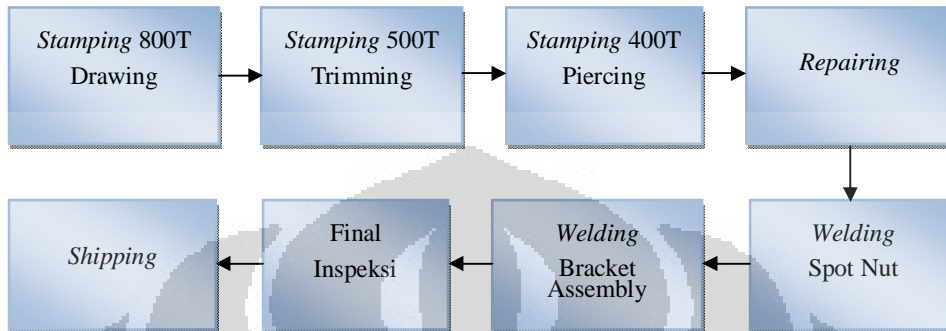 Stamping 800T
Drawing
Stamping 500T
Trimming
Stamping 400T
Piercing
Repairing
Welding
Spot Nut
Welding
Bracket
Assembly
Final
Inspeksi
Shipping